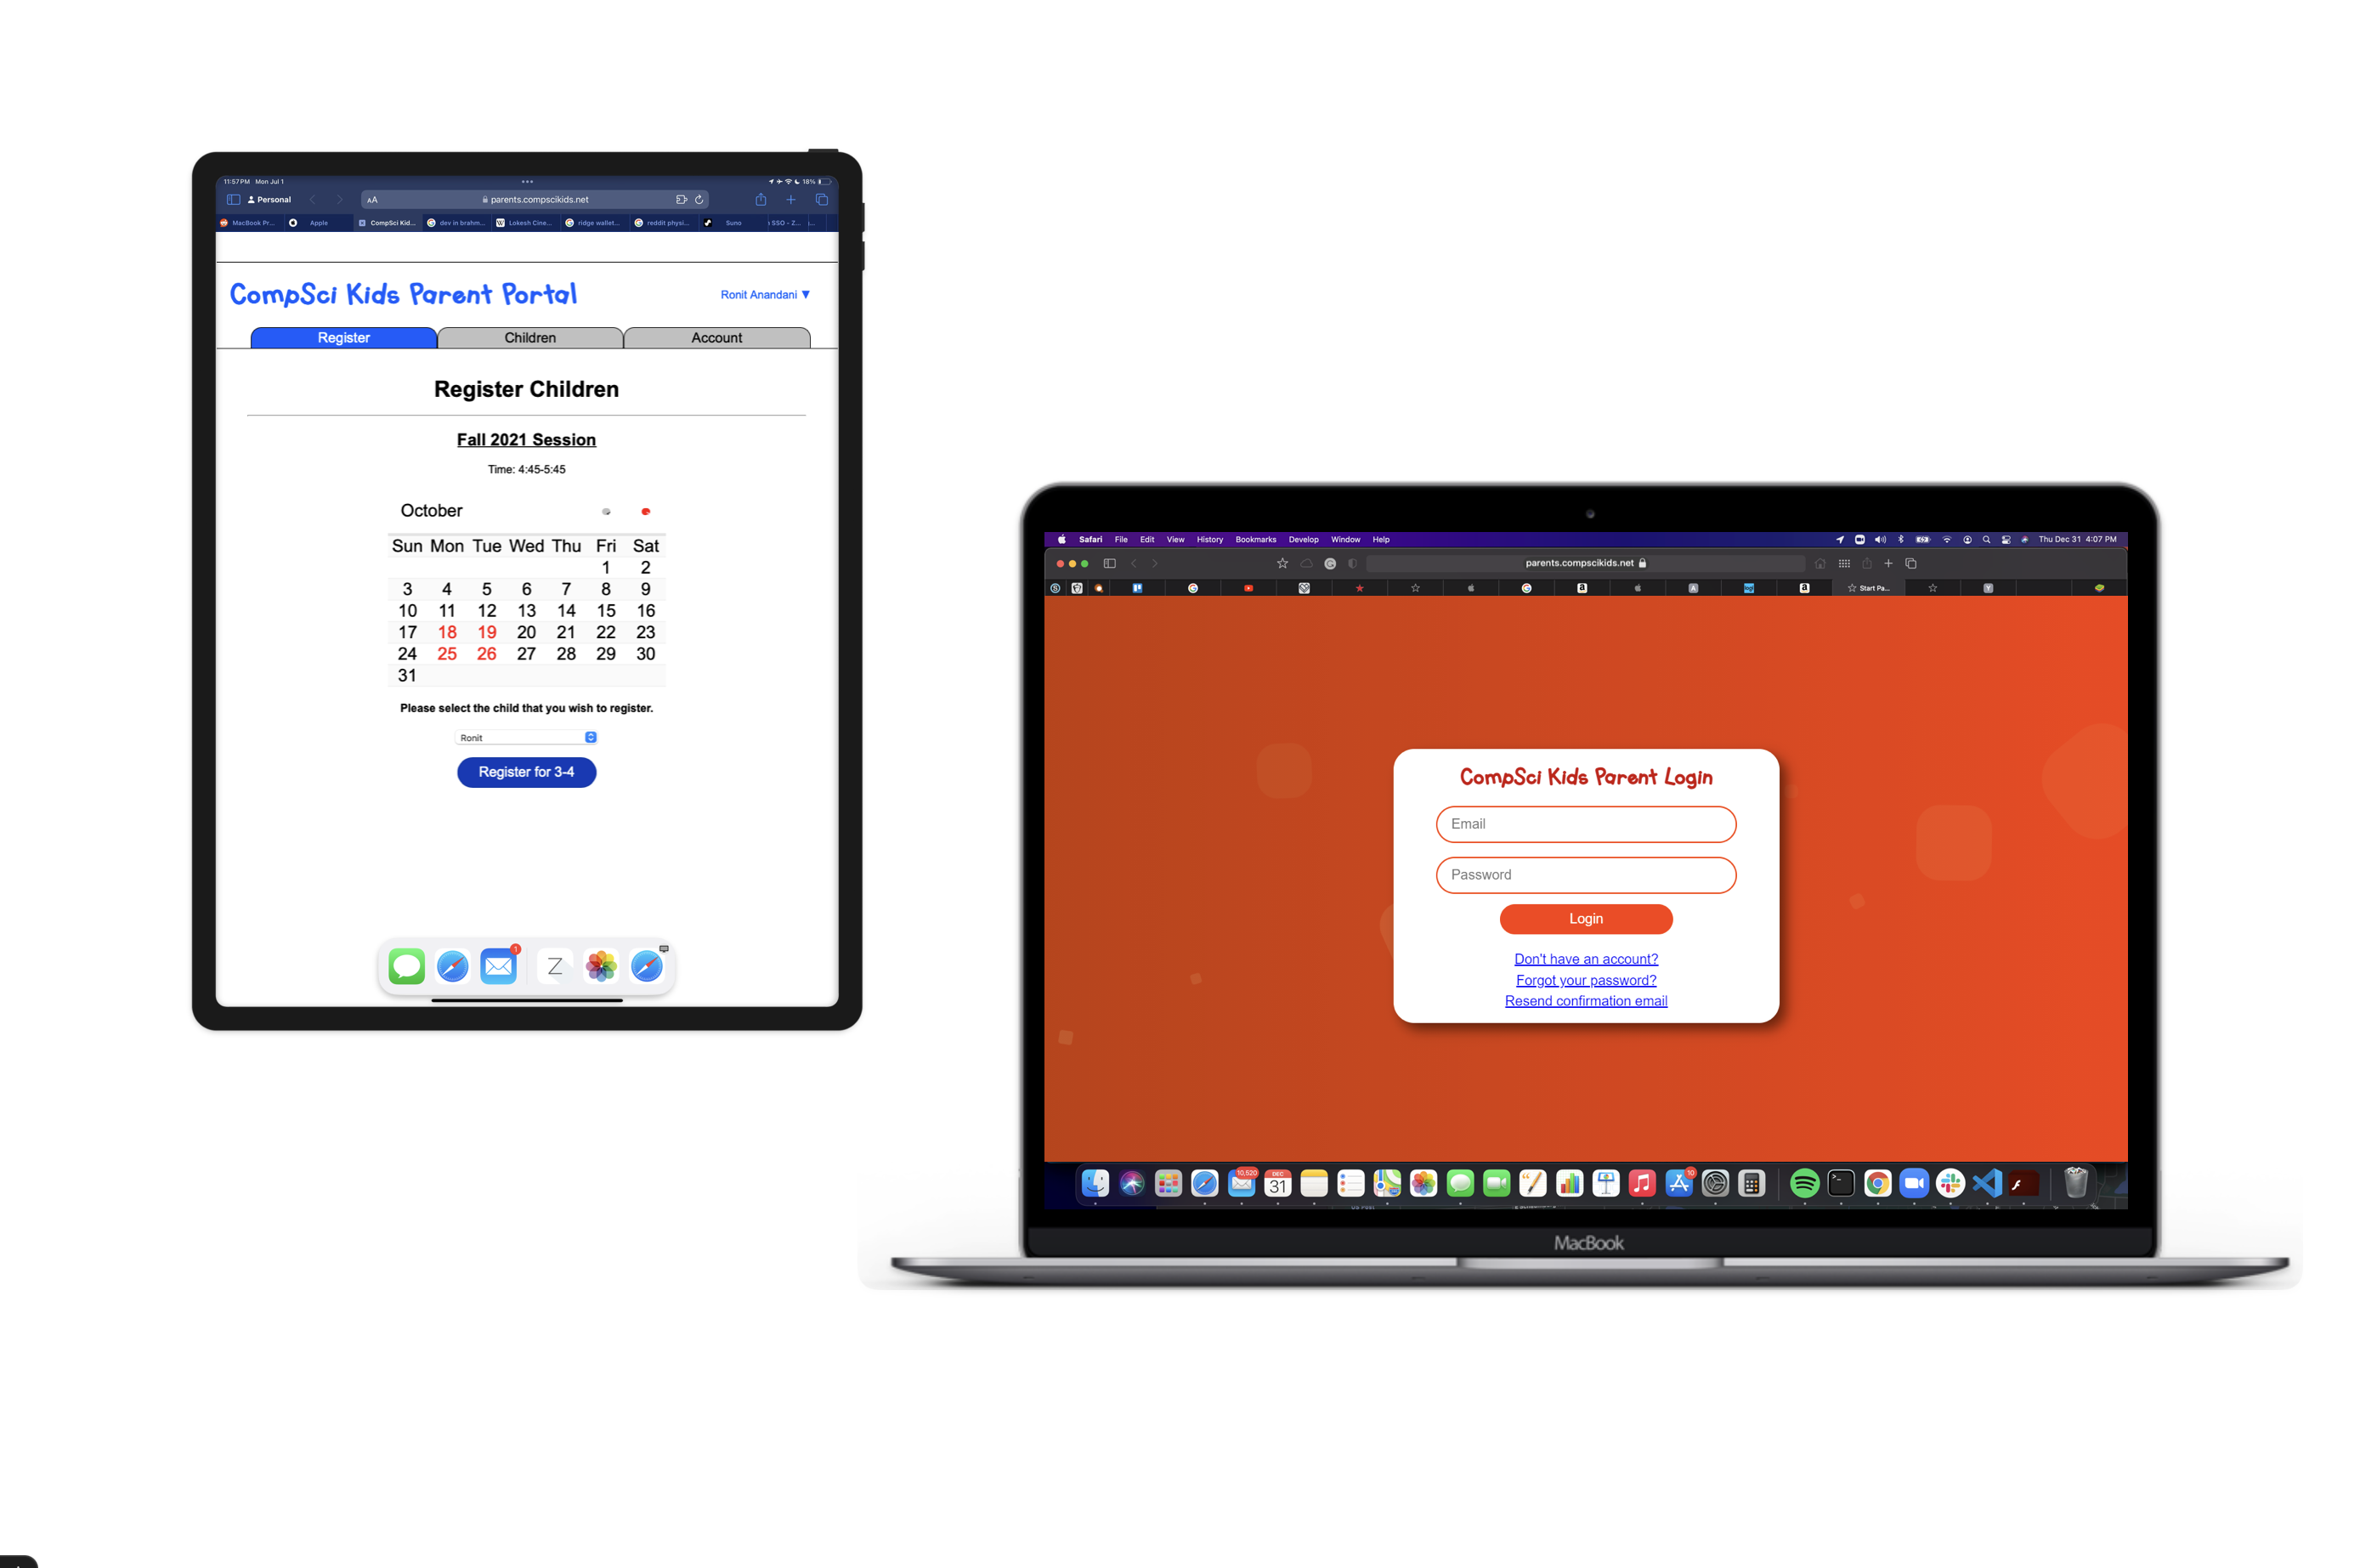 11:57 PM Mon Jul 1
18%
Personal
AA
parents.compscikids.net
MacBook Pr...
Apple
CompSci Kid...
dev in brahm...
Lokesh Cine...
ridge wallet...
reddit physi...
Suno
SSO - Z...
CompSci Kids Parent Portal
Ronit Anandani ▼
Register Children Account
Register Children
Fall 2021 Session
Time: 4:45-5:45
October
Sun Mon Tue Wed Thu Fri Sat
1 2
3 4 5 6 7 8 9
10 11 12 13 14 15 16
17 18 19 20 21 22 23
24 25 26 27 28 29 30
31
Please select the child that you wish to register.
Ronit
Register for 3-4
1
Safari File Edit View History Bookmarks Develop Window Help
Thu Dec 31 4:07 PM
parents.compscikids.net
Start Pa...
CompSci Kids Parent Login
Email
Password
Login
Don't have an account?
Forgot your password?
Resend confirmation email
10,520
DEC
31
10
MacBook